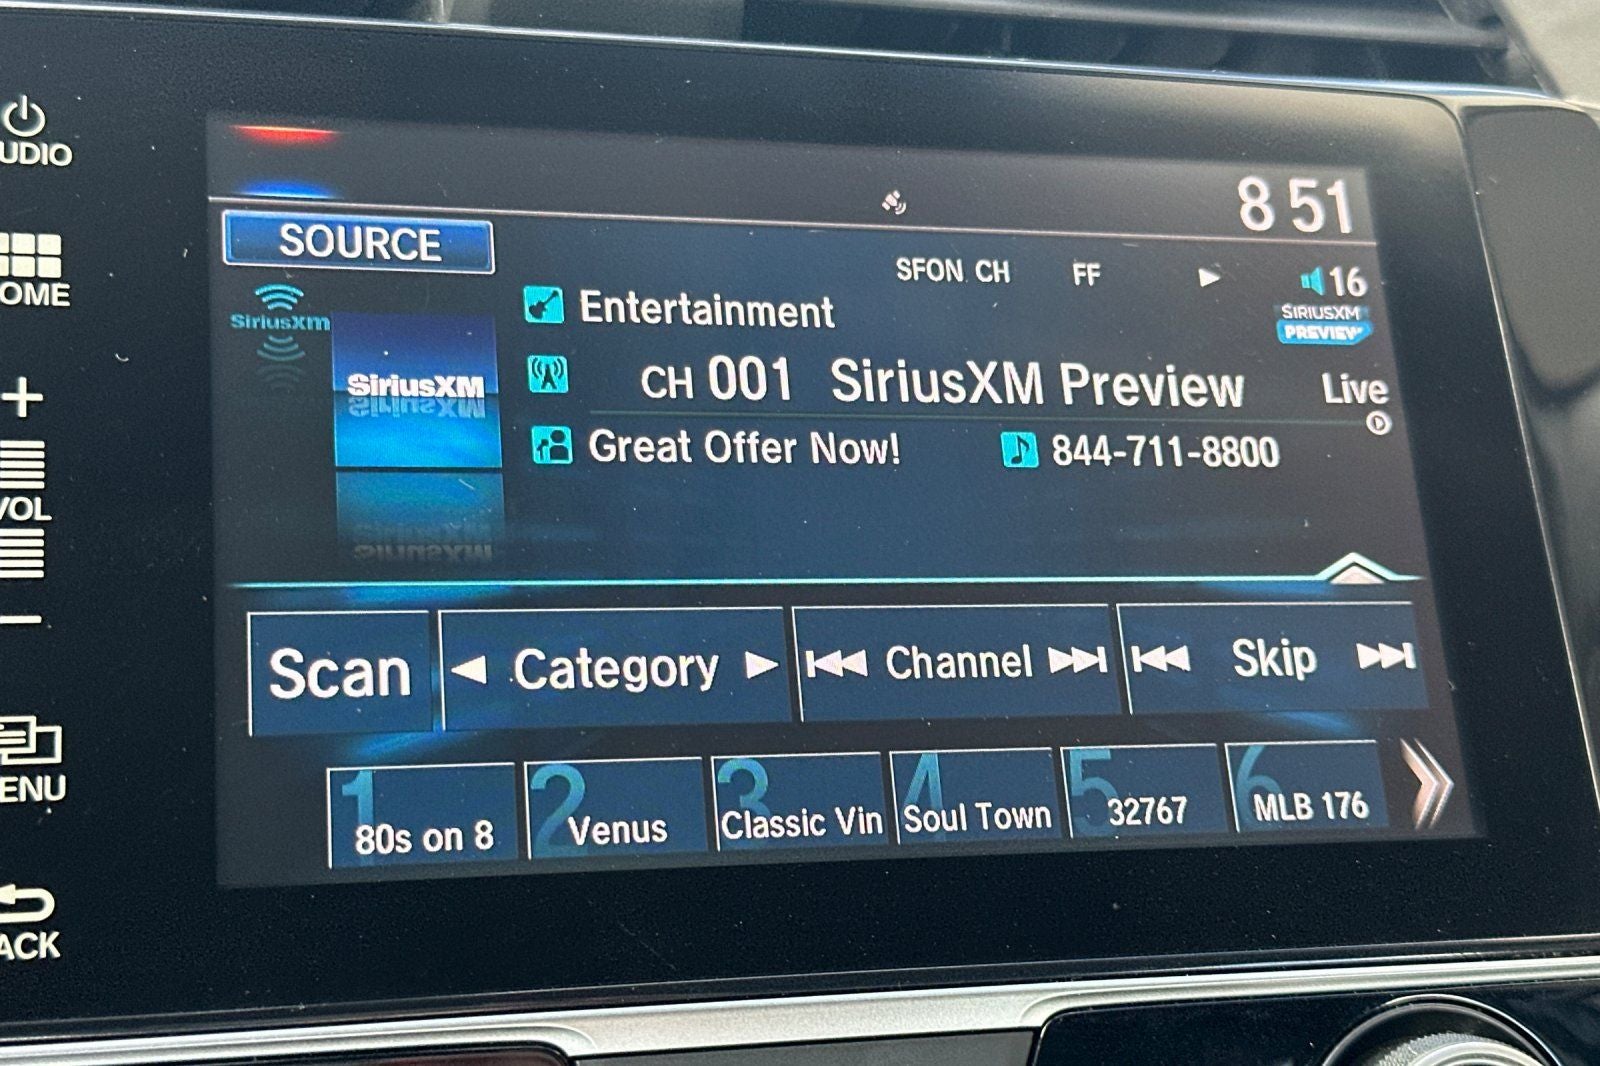 UDIO
OME
+
VOL
−
ENU
ACK
8 51
SOURCE
SFON CH FF 16
SIRIUSXM
PREVIEW
SiriusXM
SiriusXM
Entertainment
CH 001 SiriusXM Preview Live
Great Offer Now! 844-711-8800
Scan Category Channel Skip
1 80s on 8
2 Venus
3 Classic Vin
4 Soul Town
5 32767
6 MLB 176